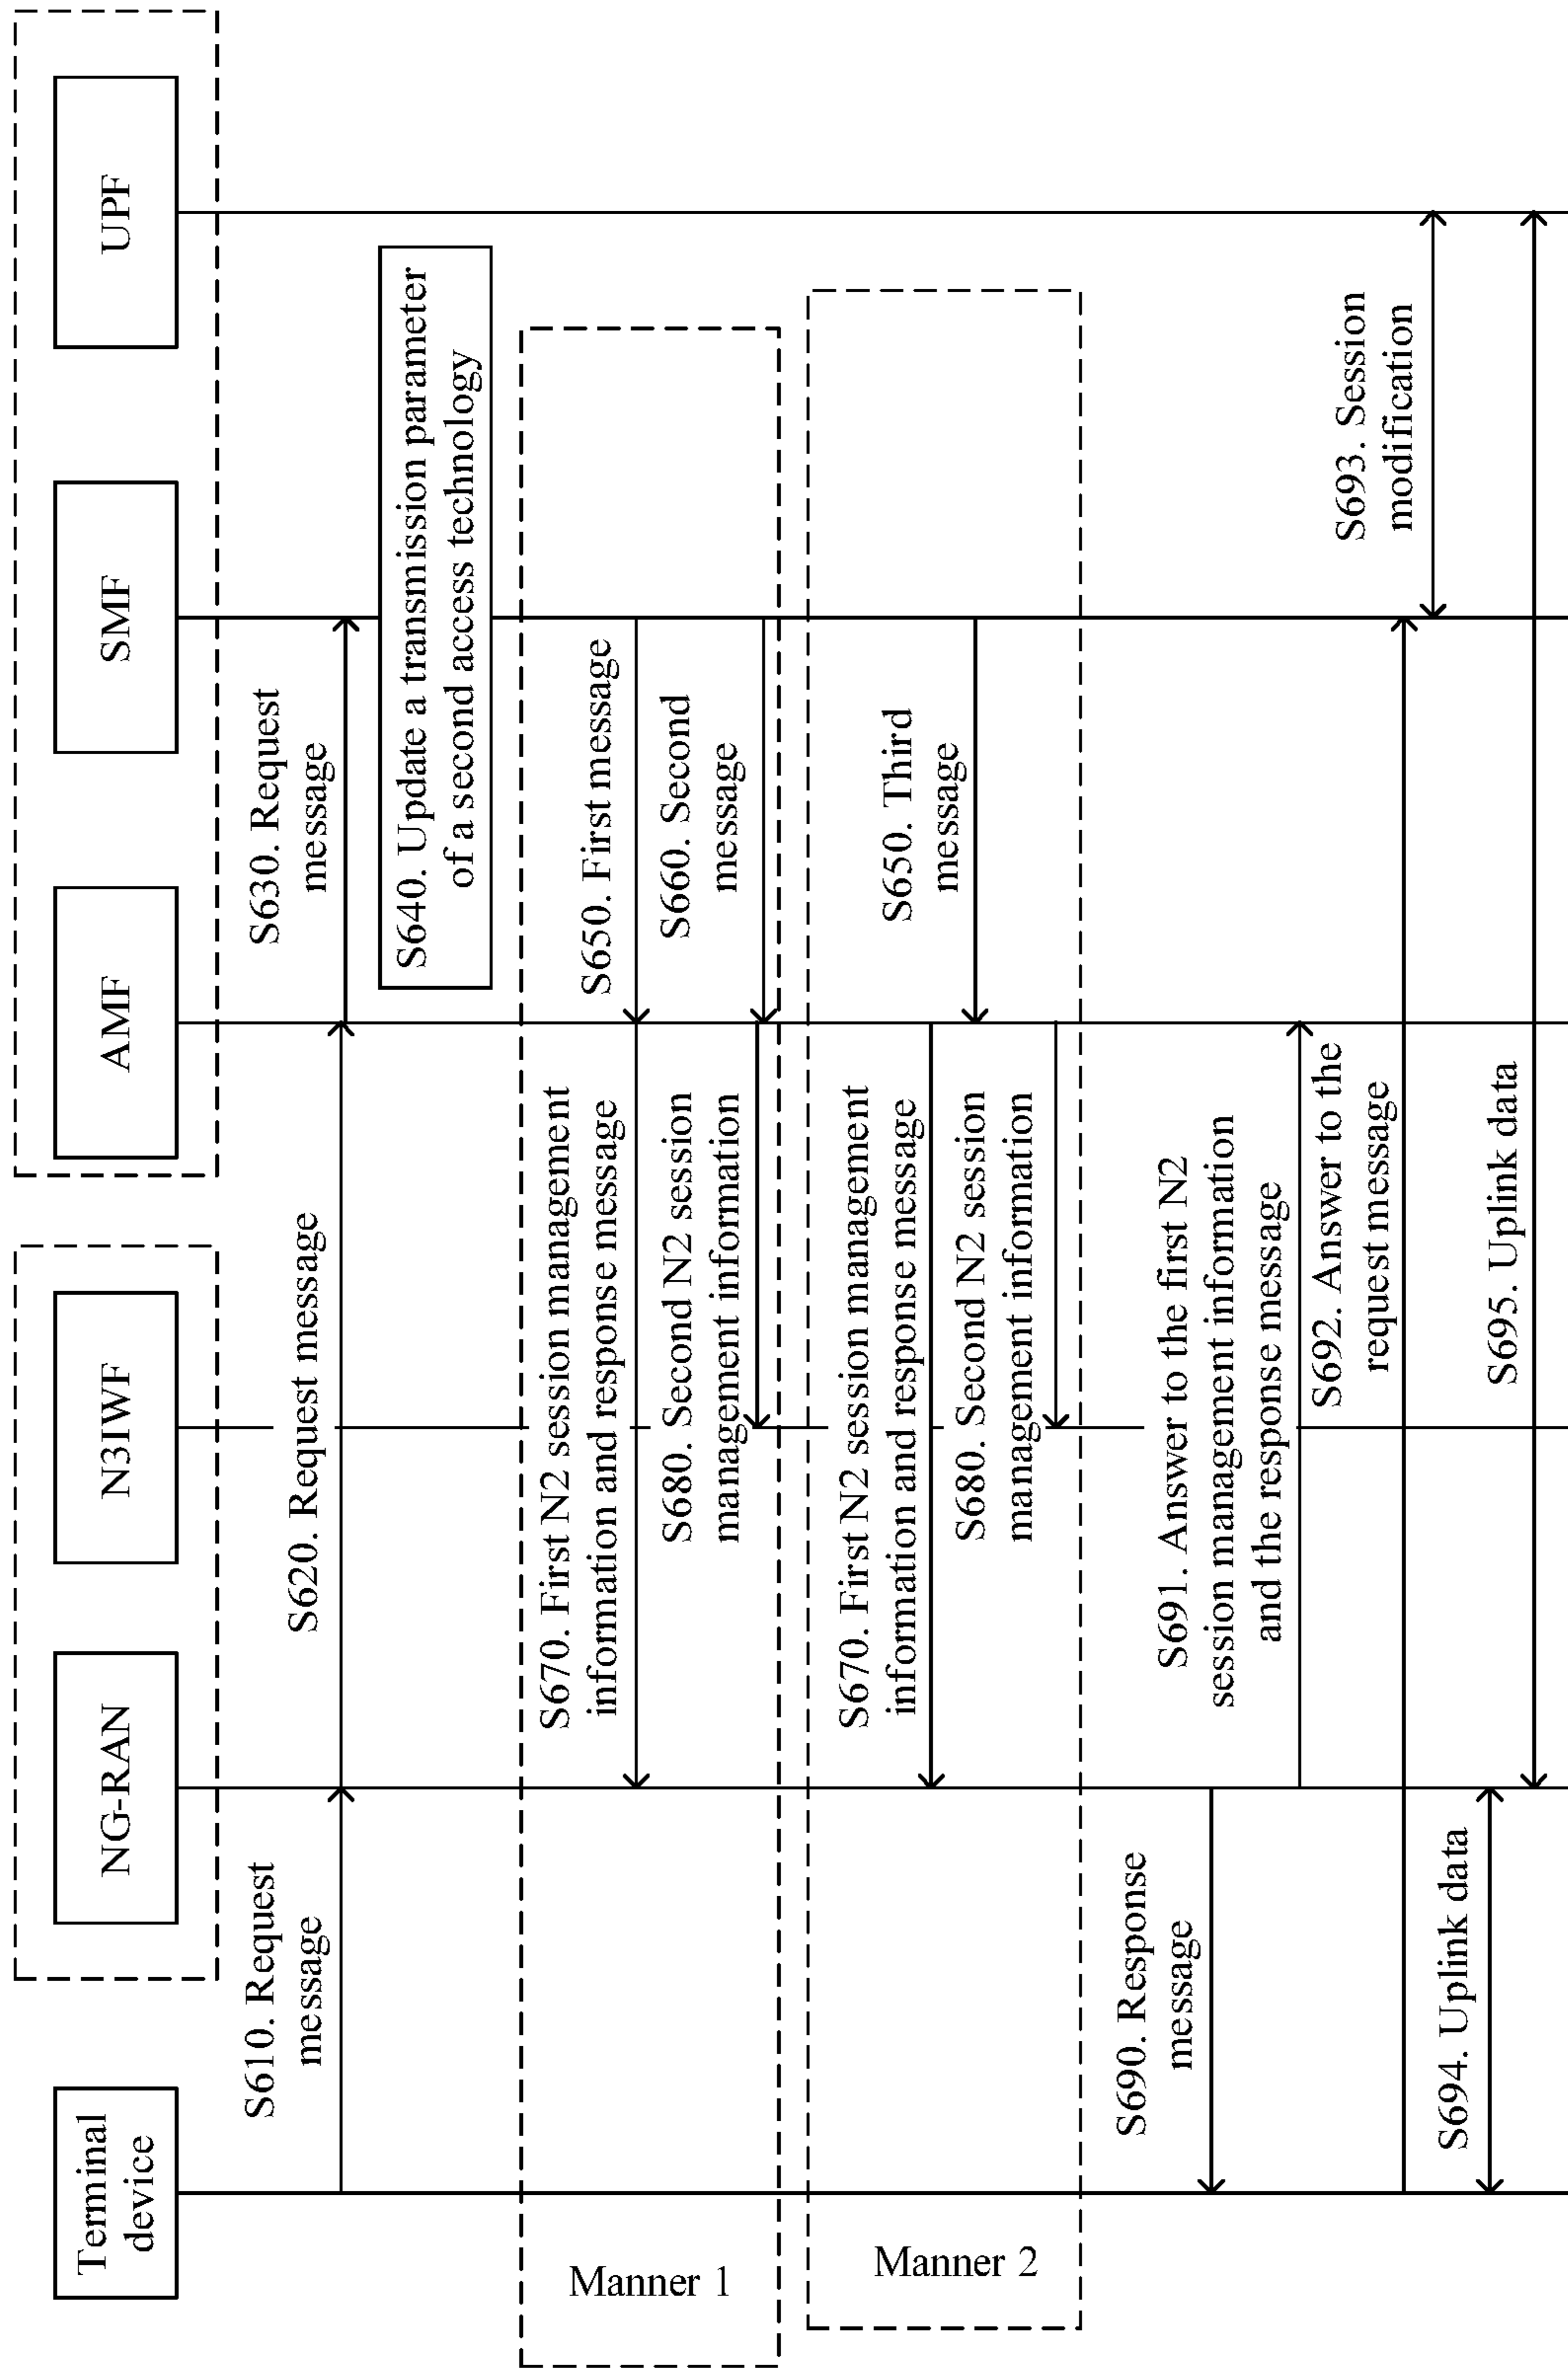 Terminal
device
NG-RAN
N3IWF
AMF
SMF
UPF
S610. Request
message
S620. Request message
S630. Request
message
S640. Update a transmission parameter
of a second access technology
Manner 1
S650. First message
S670. First N2 session management
information and response message
S660. Second
message
S680. Second N2 session
management information
Manner 2
S650. Third
message
S670. First N2 session management
information and response message
S680. Second N2 session
management information
S690. Response
message
S691. Answer to the first N2
session management information
and the response message
S692. Answer to the
request message
S693. Session
modification
S694. Uplink data
S695. Uplink data